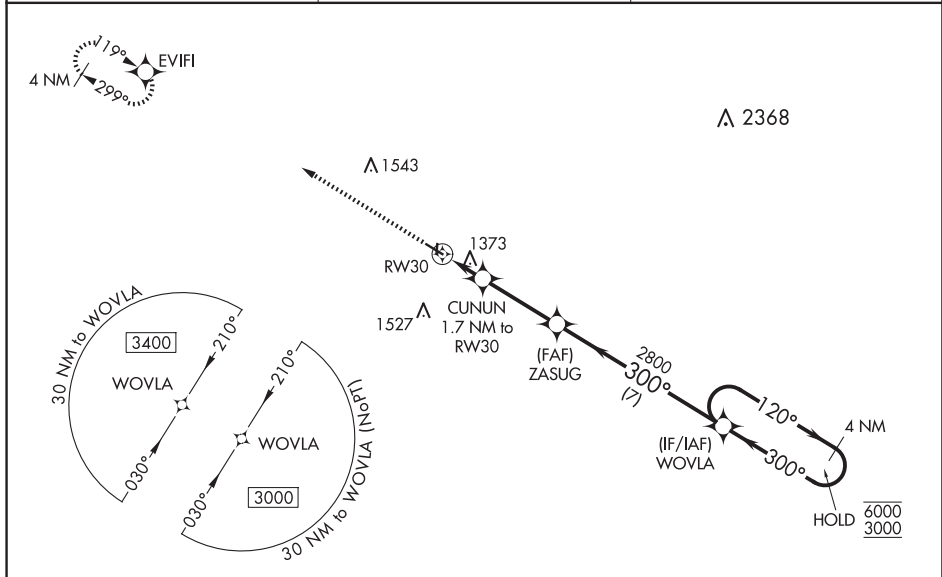 119°
EVIFI
4 NM
299°
2368
1543
1373
RW30
CUNUN
1.7 NM to
RW30
1527
(FAF)
ZASUG
2800
300°
(7)
120°
4 NM
(IF/IAF)
WOVLA
300°
HOLD
6000
3000
30 NM to WOVLA
3400
210°
WOVLA
030°
210°
WOVLA
030°
3000
30 NM to WOVLA (NoPT)